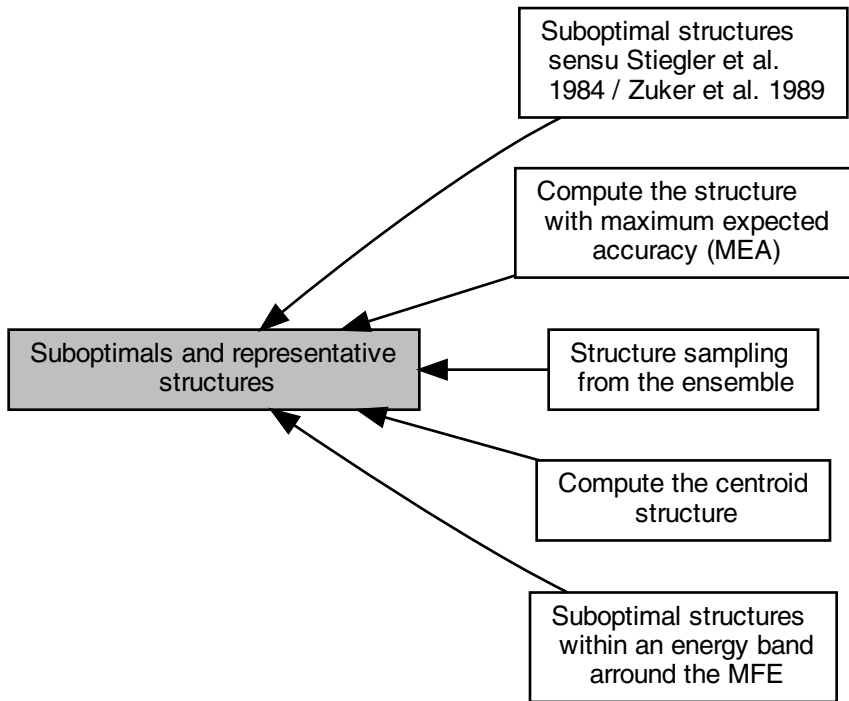 Suboptimal structures
sensu Stiegler et al.
1984 / Zuker et al. 1989
Compute the structure
with maximum expected
accuracy (MEA)
Suboptimals and representative
structures
Structure sampling
from the ensemble
Compute the centroid
structure
Suboptimal structures
within an energy band
arround the MFE